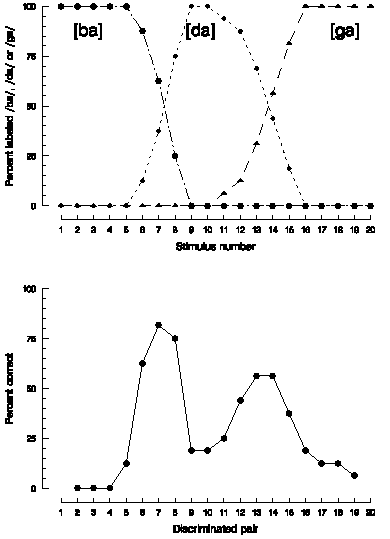 100
75
50
25
0
Percent labeled /ba/, /da/ or /ga/
[ba] [da] [ga]
1 2 3 4 5 6 7 8 9 10 11 12 13 14 15 16 17 18 19 20
Stimulus number
100
75
50
25
0
Percent correct
1 2 3 4 5 6 7 8 9 10 11 12 13 14 15 16 17 18 19 20
Discriminated pair